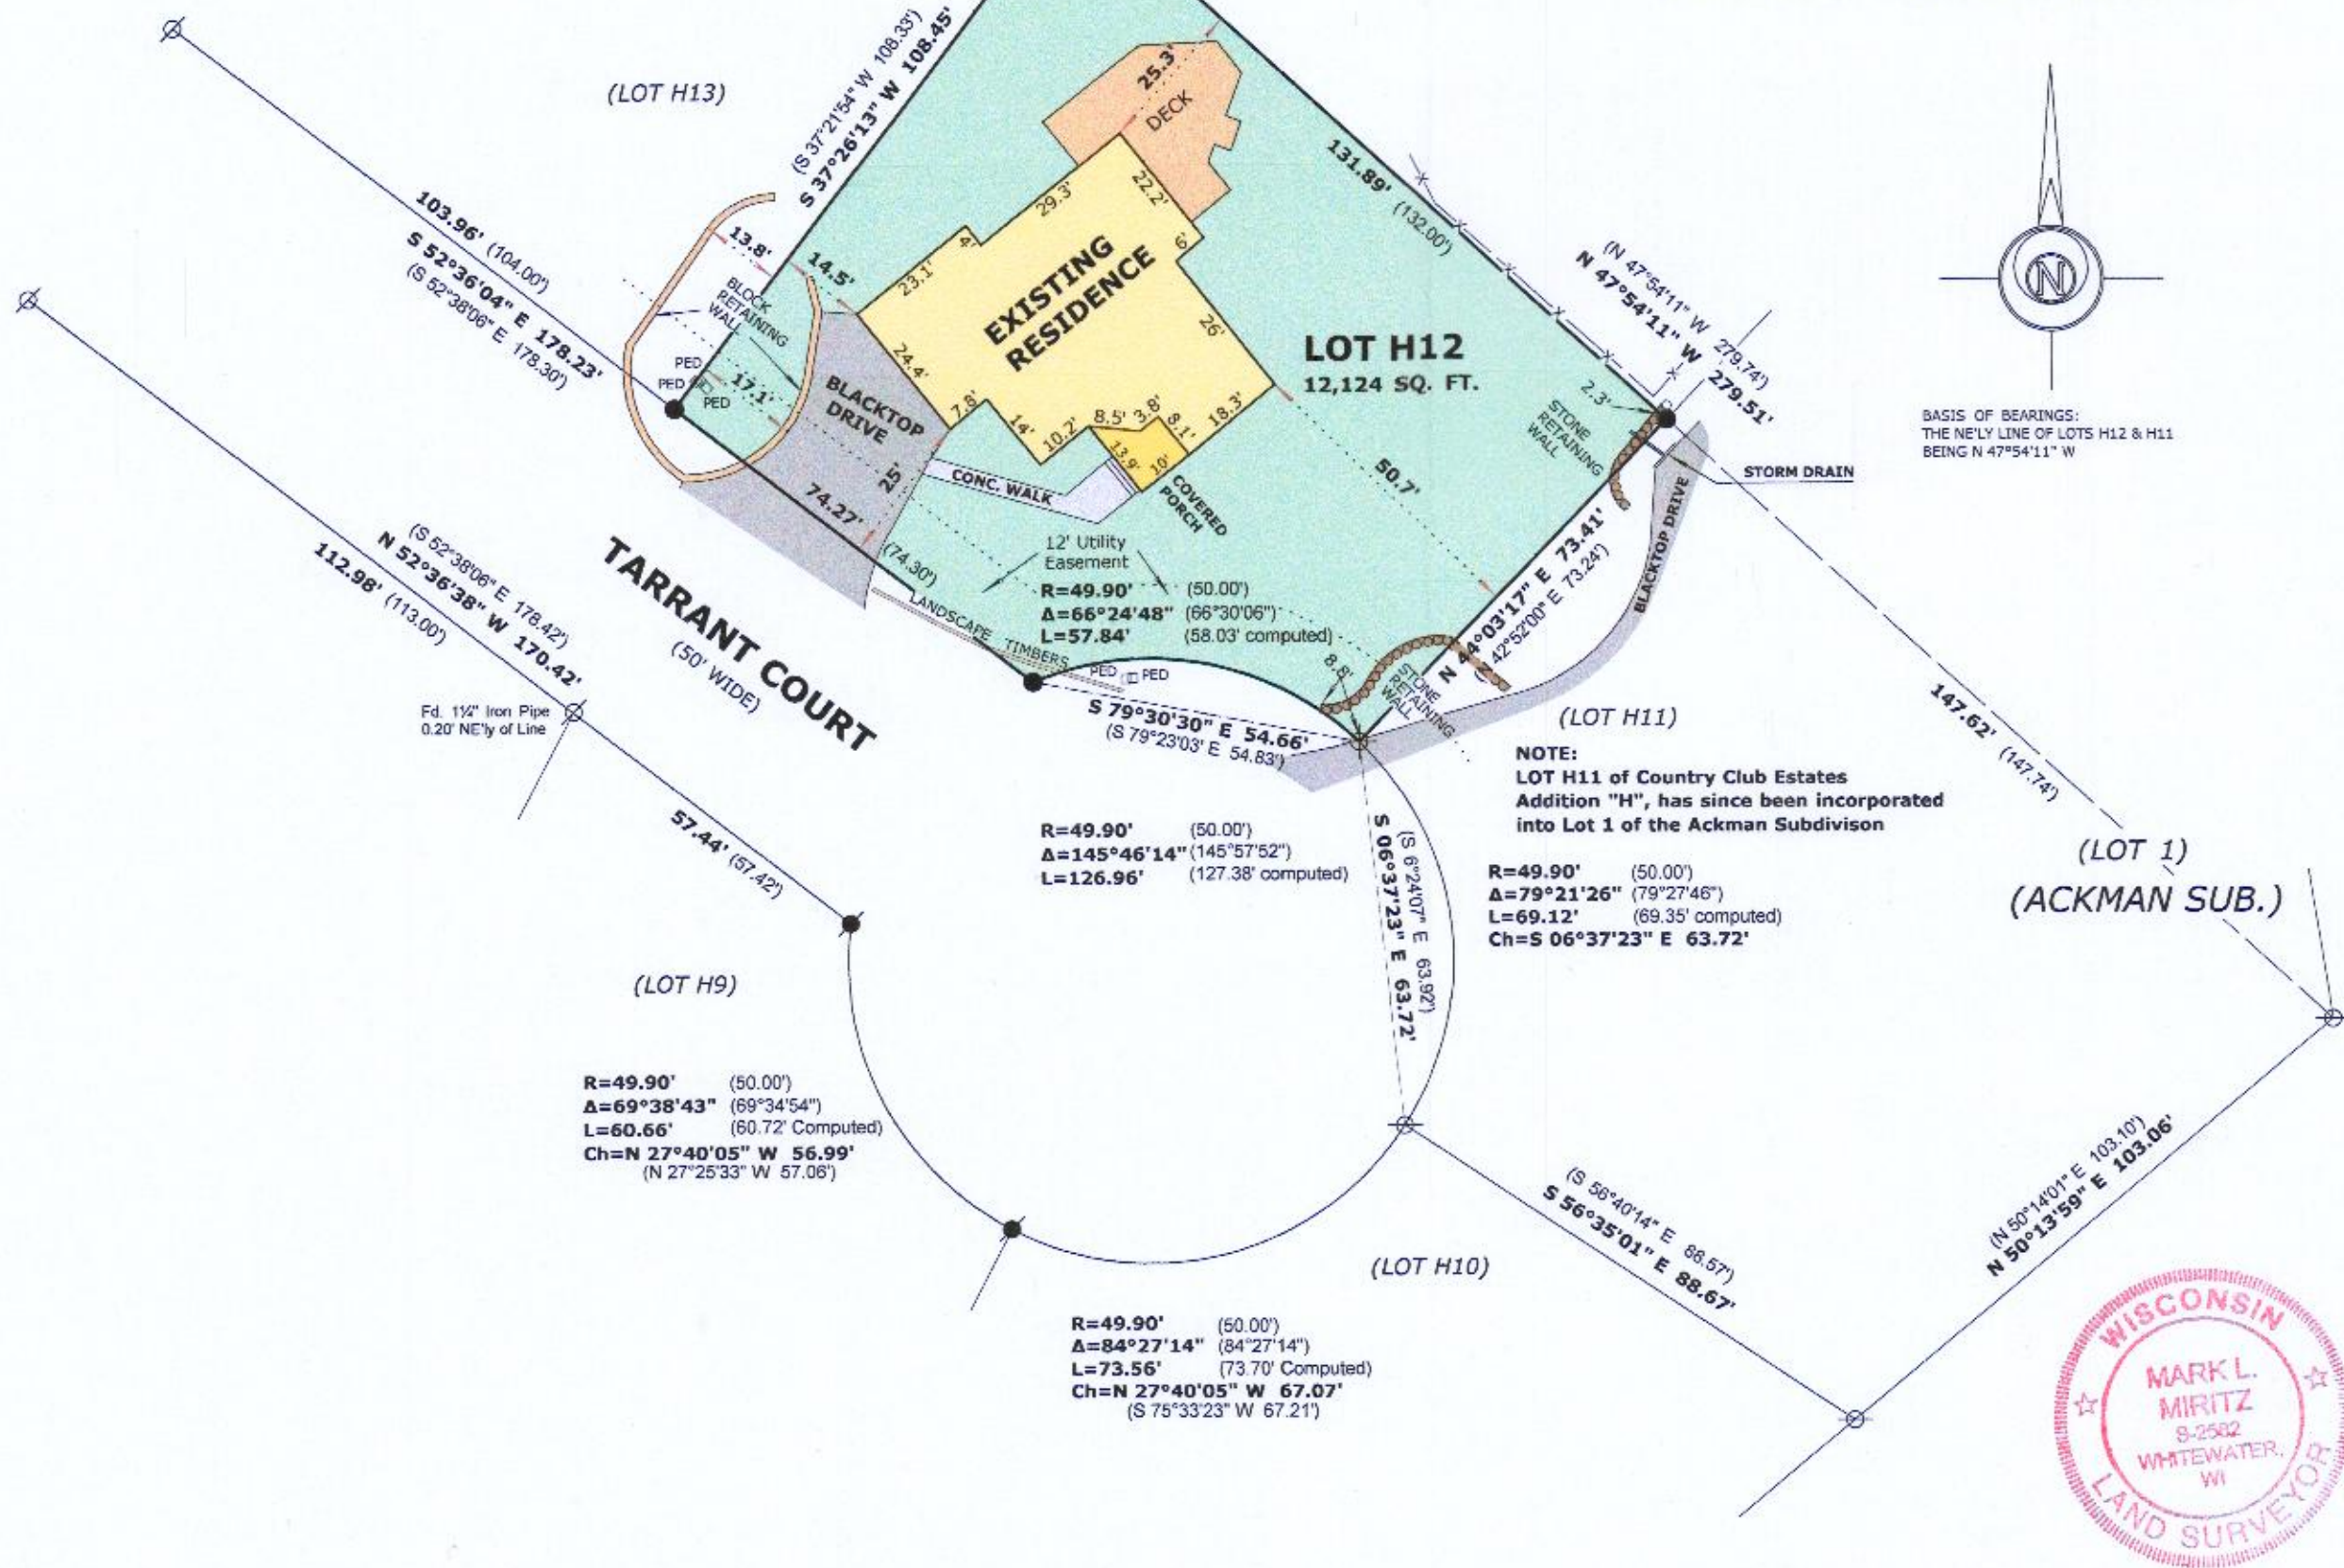 (S 37°21'54" W 108.33')
S 37°26'13" W 108.45'
(LOT H13)
25.3'
DECK
131.89'
(132.00')
103.96' (104.00')
S 52°36'04" E 178.23'
(S 52°38'06" E 178.30')
13.8'
14.5'
BLOCK
RETAINING
WALL
23.1'
4'
29.3'
22.2'
6'
26'
EXISTING
RESIDENCE
24.4'
7.8'
14'
10.2'
8.5'
3.8'
8.1'
18.3'
13.9'
10'
COVERED
PORCH
LOT H12
12,124 SQ. FT.
(N 47°54'11" W 279.74')
N 47°54'11" W 279.51'
N
BASIS OF BEARINGS:
THE NE'LY LINE OF LOTS H12 & H11
BEING N 47°54'11" W
2.3'
STONE
RETAINING
WALL
STORM DRAIN
BLACKTOP DRIVE
PED
PED
PED
17.1'
BLACKTOP
DRIVE
CONC. WALK
25'
74.27'
(74.30')
50.7'
12' Utility
Easement
R=49.90' (50.00')
Δ=66°24'48" (66°30'06")
L=57.84' (58.03' computed)
N 44°03'17" E 73.41'
42°52'00" E 73.24')
LANDSCAPE TIMBERS
PED PED
8.8'
STONE
RETAINING
WALL
S 79°30'30" E 54.66'
(S 79°23'03' E 54.83')
TARRANT COURT
(50' WIDE)
(S 52°38'06" E 178.42')
N 52°36'38" W 170.42'
112.98' (113.00')
Fd. 1¼" Iron Pipe
0.20' NE'ly of Line
57.44' (57.42')
(LOT H11)
NOTE:
LOT H11 of Country Club Estates
Addition "H", has since been incorporated
into Lot 1 of the Ackman Subdivison
147.62' (147.74')
R=49.90' (50.00')
Δ=145°46'14" (145°57'52")
L=126.96' (127.38' computed)
(S 6°24'07" E 63.92')
S 06°37'23" E 63.72'
R=49.90' (50.00')
Δ=79°21'26" (79°27'46")
L=69.12' (69.35' computed)
Ch=S 06°37'23" E 63.72'
(LOT 1)
(ACKMAN SUB.)
(LOT H9)
R=49.90' (50.00')
Δ=69°38'43" (69°34'54")
L=60.66' (60.72' Computed)
Ch=N 27°40'05" W 56.99'
(N 27°25'33" W 57.06')
(LOT H10)
(S 56°40'14" E 88.57')
S 56°35'01" E 88.67'
(N 50°14'01" E 103.10')
N 50°13'59" E 103.06'
R=49.90' (50.00')
Δ=84°27'14" (84°27'14")
L=73.56' (73.70' Computed)
Ch=N 27°40'05" W 67.07'
(S 75°33'23" W 67.21')
WISCONSIN
MARK L.
MIRITZ
S-2582
WHITEWATER,
WI
LAND SURVEYOR